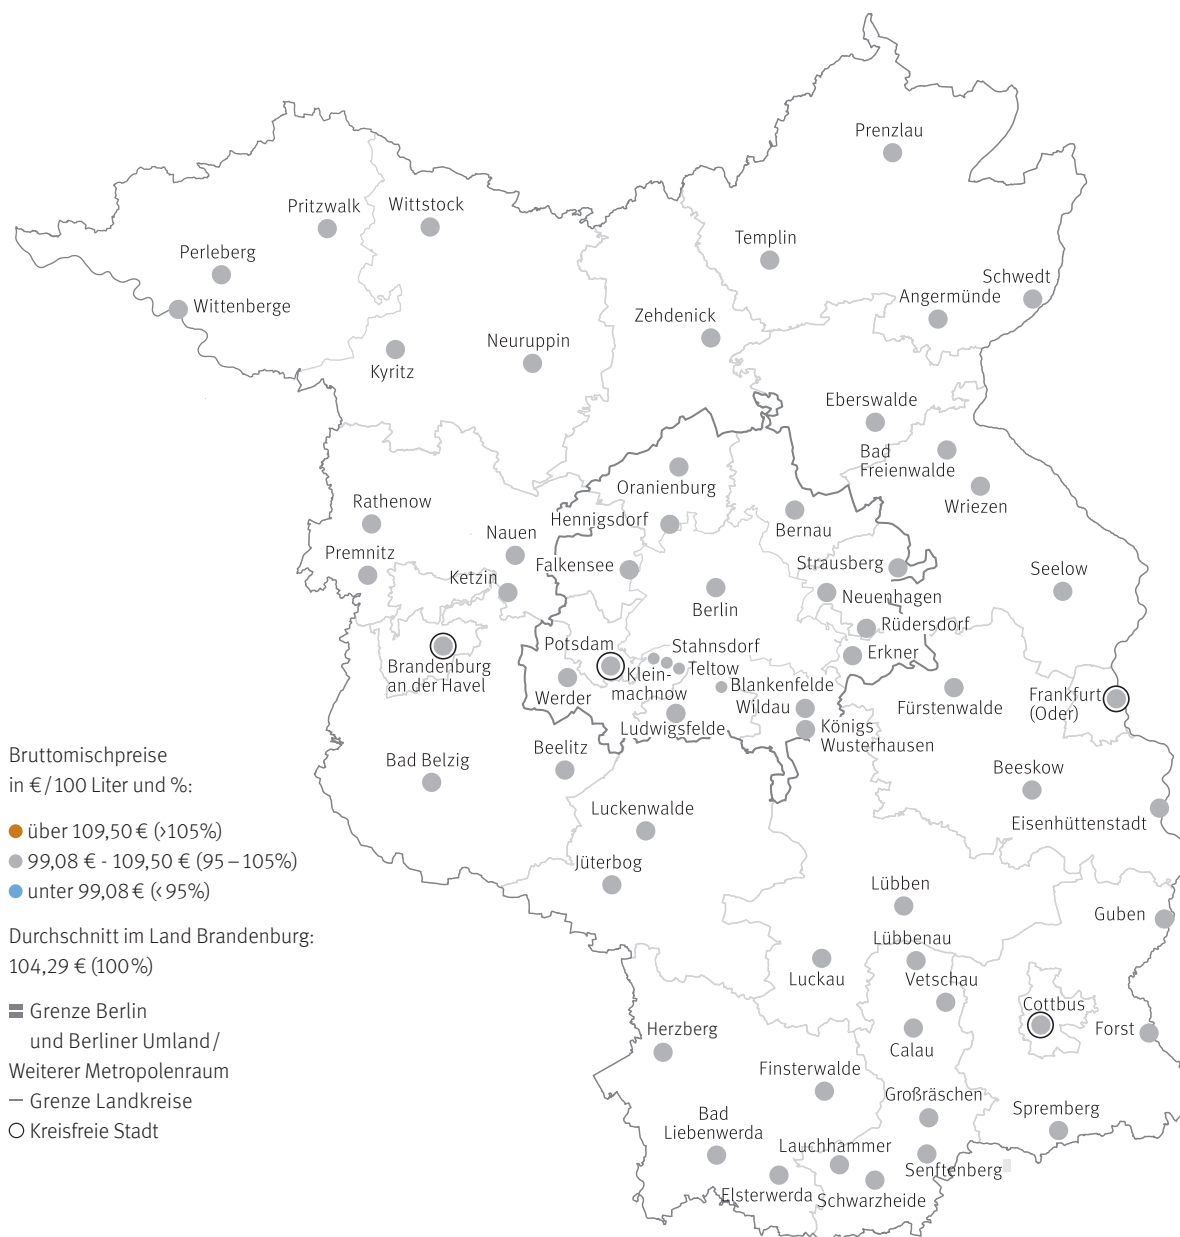 Prenzlau
Pritzwalk
Wittstock
Templin
Perleberg
Schwedt
Angermünde
Wittenberge
Zehdenick
Neuruppin
Kyritz
Eberswalde
Bad
Freienwalde
Oranienburg
Rathenow
Wriezen
Hennigsdorf
Bernau
Nauen
Premnitz
Falkensee
Strausberg
Seelow
Ketzin
Neuenhagen
Berlin
Rüdersdorf
Potsdam
Stahnsdorf
Erkner
Brandenburg
an der Havel
Teltow
Klein-
machnow
Blankenfelde
Werder
Wildau
Fürstenwalde
Frankfurt
(Oder)
Ludwigsfelde
Königs
Wusterhausen
Beelitz
Bad Belzig
Beeskow
Luckenwalde
Eisenhüttenstadt
Jüterbog
Lübben
Guben
Lübbenau
Luckau
Vetschau
Cottbus
Herzberg
Forst
Calau
Finsterwalde
Großräschen
Bad
Liebenwerda
Spremberg
Lauchhammer
Senftenberg
Elsterwerda
Schwarzheide
Bruttomischpreise
in €/100 Liter und %:
über 109,50 € (>105%)
99,08 € - 109,50 € (95 – 105%)
unter 99,08 € (<95%)
Durchschnitt im Land Brandenburg:
104,29 € (100%)
Grenze Berlin
und Berliner Umland/
Weiterer Metropolenraum
Grenze Landkreise
Kreisfreie Stadt